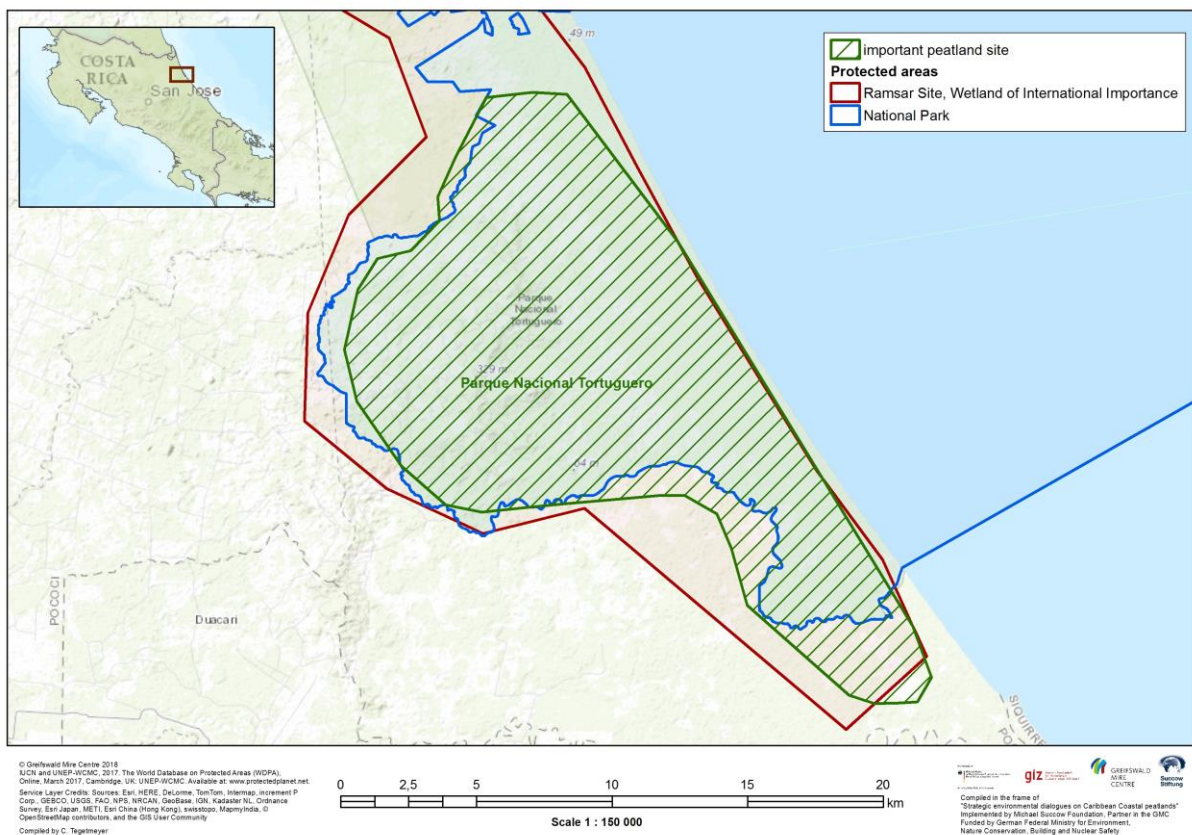 COSTA
RICA
San Jose
49 m
important peatland site
Protected areas
Ramsar Site, Wetland of International Importance
National Park
Parque
Nacional
Tortuguero
329 m
Parque Nacional Tortuguero
64 m
POCOCI
Duacari
SIQUIRRE
PO
© Greifswald Mire Centre 2018
IUCN and UNEP-WCMC, 2017. The World Database on Protected Areas (WDPA),
Online, March 2017, Cambridge, UK: UNEP-WCMC. Available at: www.protectedplanet.net.
Service Layer Credits: Sources: Esri, HERE, DeLorme, TomTom, Intermap, increment P
Corp., GEBCO, USGS, FAO, NPS, NRCAN, GeoBase, IGN, Kadaster NL, Ordnance
Survey, Esri Japan, METI, Esri China (Hong Kong), swisstopo, MapmyIndia, ©
OpenStreetMap contributors, and the GIS User Community
Compiled by C. Tegetmeyer
0 2,5 5 10 15 20
km
Scale 1 : 150 000
giz
GREIFSWALD
MIRE
CENTRE
Succow
Stiftung
Compiled in the frame of
"Strategic environmental dialogues on Caribbean Coastal peatlands"
Implemented by Michael Succow Foundation, Partner in the GMC
Funded by German Federal Ministry for Environment,
Nature Conservation, Building and Nuclear Safety